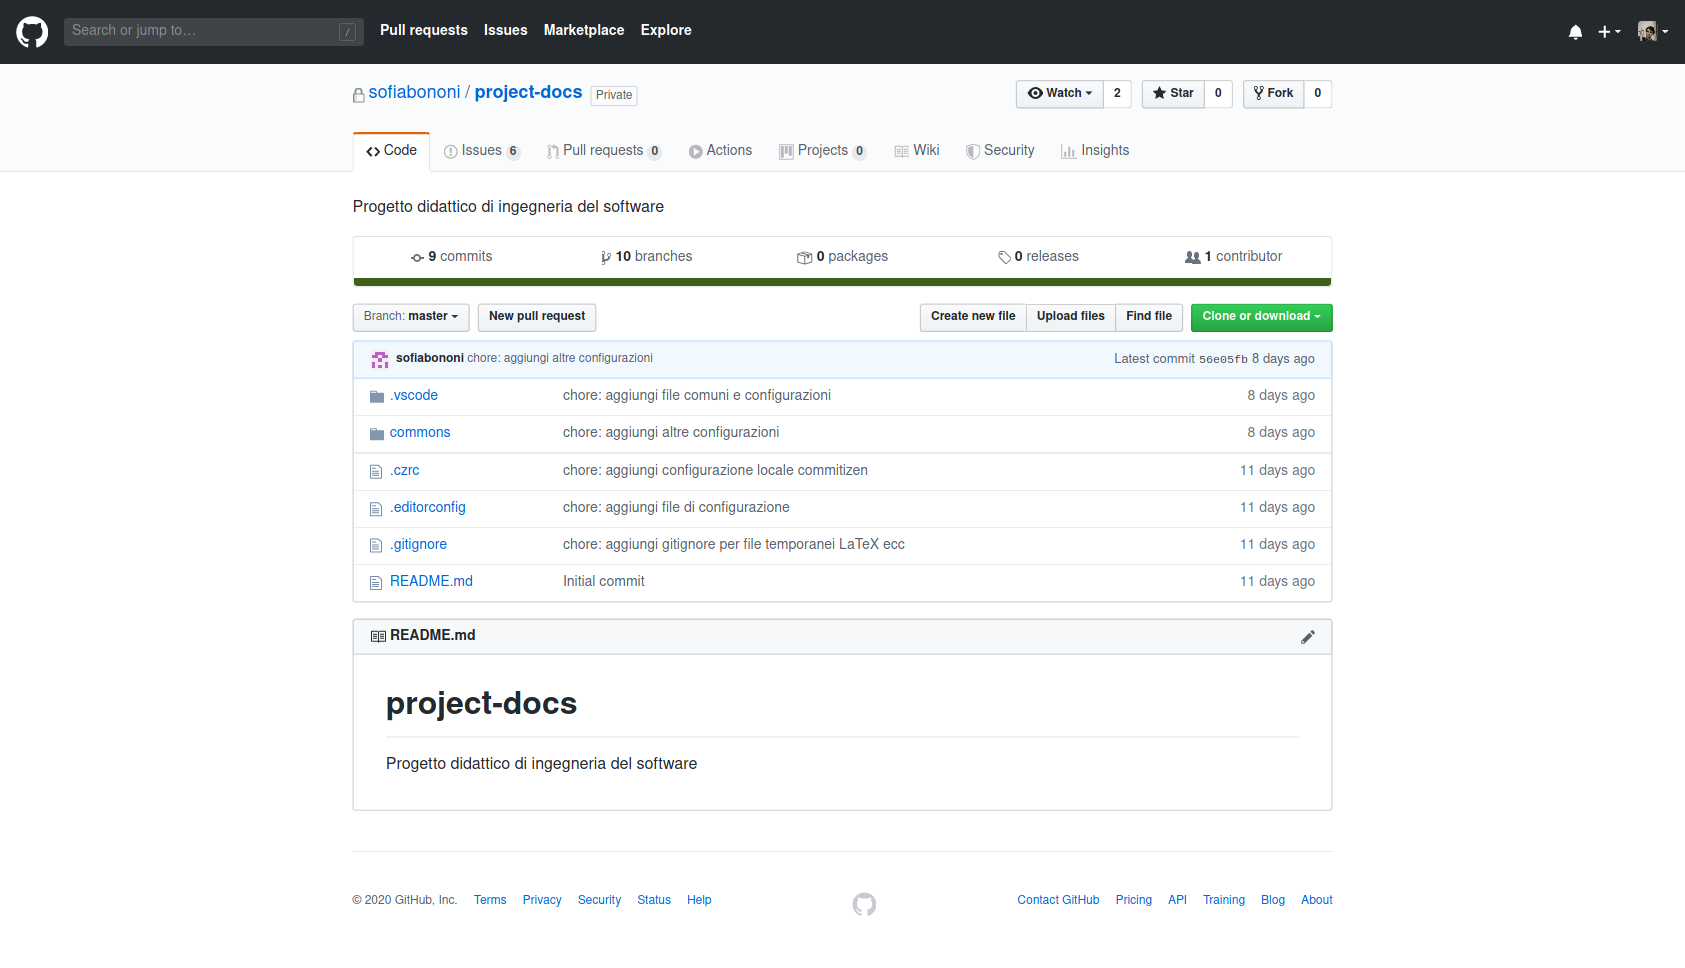 Search or jump to… / Pull requests Issues Marketplace Explore
sofiabononi / project-docs Private Watch 2 Star 0 Fork 0
Code Issues 6 Pull requests 0 Actions Projects 0 Wiki Security Insights
Progetto didattico di ingegneria del software
9 commits 10 branches 0 packages 0 releases 1 contributor
Branch: master New pull request Create new file Upload files Find file Clone or download
sofiabononi chore: aggiungi altre configurazioni Latest commit 56e05fb 8 days ago
.vscode chore: aggiungi file comuni e configurazioni 8 days ago
commons chore: aggiungi altre configurazioni 8 days ago
.czrc chore: aggiungi configurazione locale commitizen 11 days ago
.editorconfig chore: aggiungi file di configurazione 11 days ago
.gitignore chore: aggiungi gitignore per file temporanei LaTeX ecc 11 days ago
README.md Initial commit 11 days ago
README.md
project-docs
Progetto didattico di ingegneria del software
© 2020 GitHub, Inc. Terms Privacy Security Status Help Contact GitHub Pricing API Training Blog About